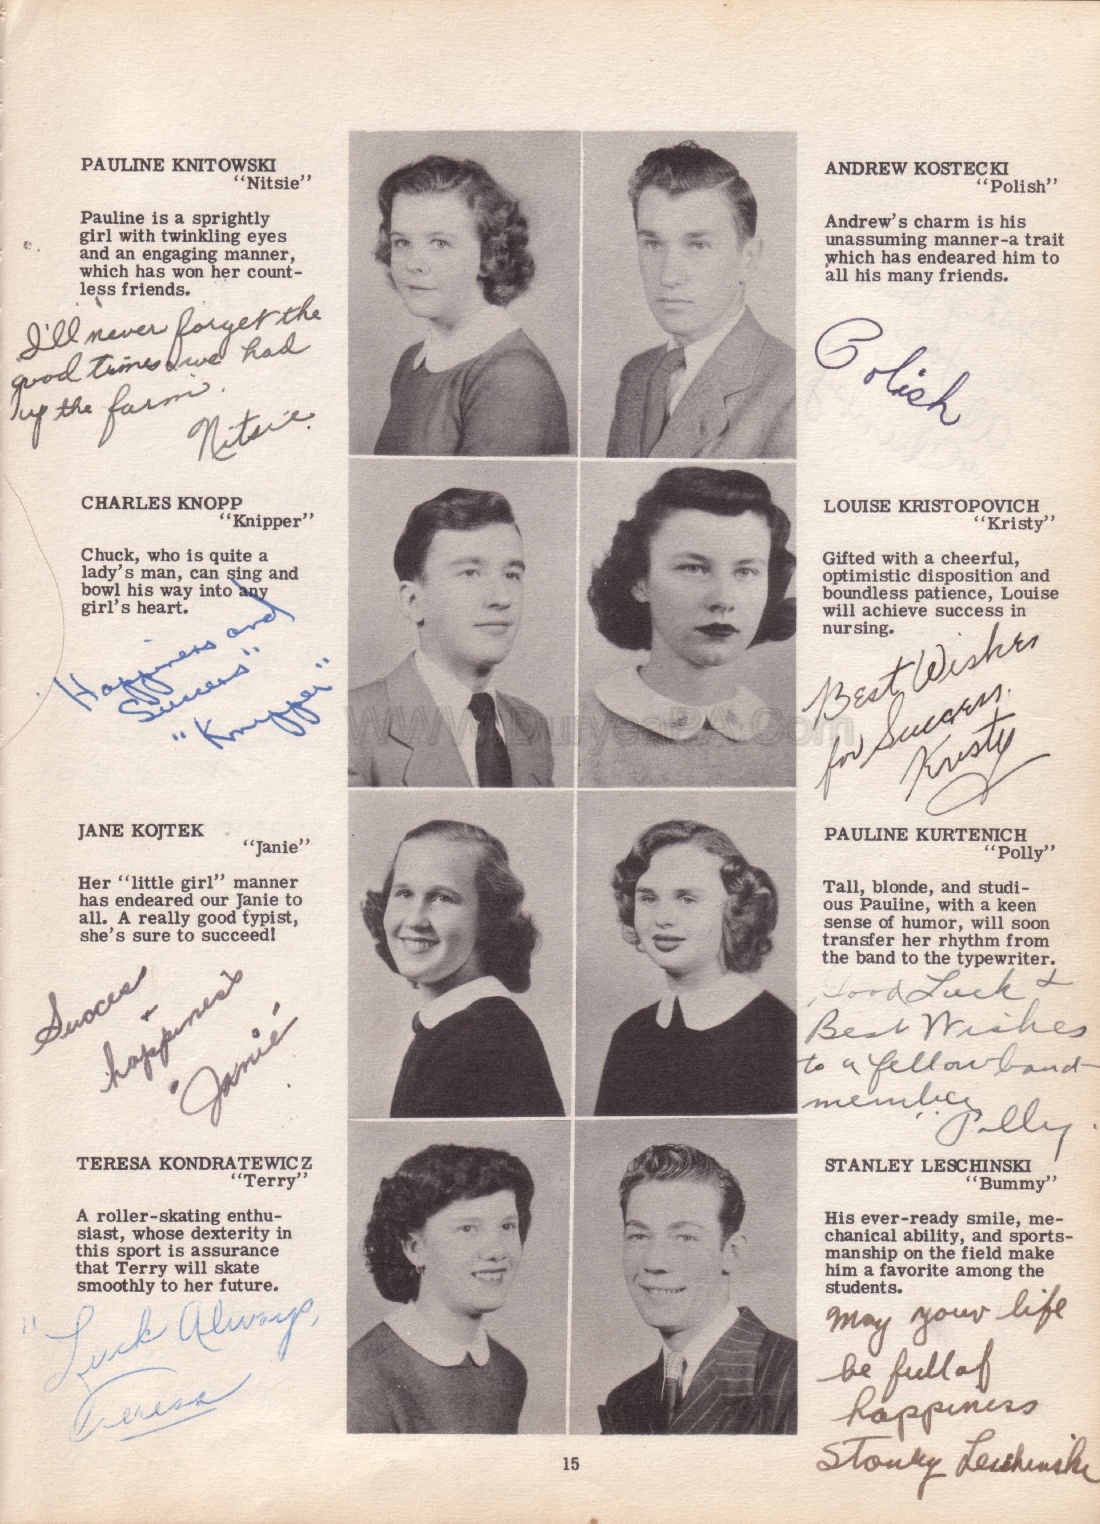 PAULINE KNITOWSKI
"Nitsie"
Pauline is a sprightly
girl with twinkling eyes
and an engaging manner,
which has won her count-
less friends.
I'll never forget the
good times we had
up the farm
Nitsie.
CHARLES KNOPP
"Knipper"
Chuck, who is quite a
lady's man, can sing and
bowl his way into any
girl's heart.
Happiness and
Success"
"Knipper"
JANE KOJTEK
"Janie"
Her "little girl" manner
has endeared our Janie to
all. A really good typist,
she's sure to succeed!
Succes
+
happiness
"Janie"
TERESA KONDRATEWICZ
"Terry"
A roller-skating enthu-
siast, whose dexterity in
this sport is assurance
that Terry will skate
smoothly to her future.
"Luck Always,
Teresa
ANDREW KOSTECKI
"Polish"
Andrew's charm is his
unassuming manner-a trait
which has endeared him to
all his many friends.
Polish
LOUISE KRISTOPOVICH
"Kristy"
Gifted with a cheerful,
optimistic disposition and
boundless patience, Louise
will achieve success in
nursing.
Best Wishes
for Success.
Kristy
PAULINE KURTENICH
"Polly"
Tall, blonde, and studi-
ous Pauline, with a keen
sense of humor, will soon
transfer her rhythm from
the band to the typewriter.
Good Luck +
Best Wishes
to a fellow band
member
Polly
STANLEY LESCHINSKI
"Bummy"
His ever-ready smile, me-
chanical ability, and sports-
manship on the field make
him a favorite among the
students.
May your life
be full of
happiness
Stanley Leschinski
WWW.DuryeaPA.Com
15